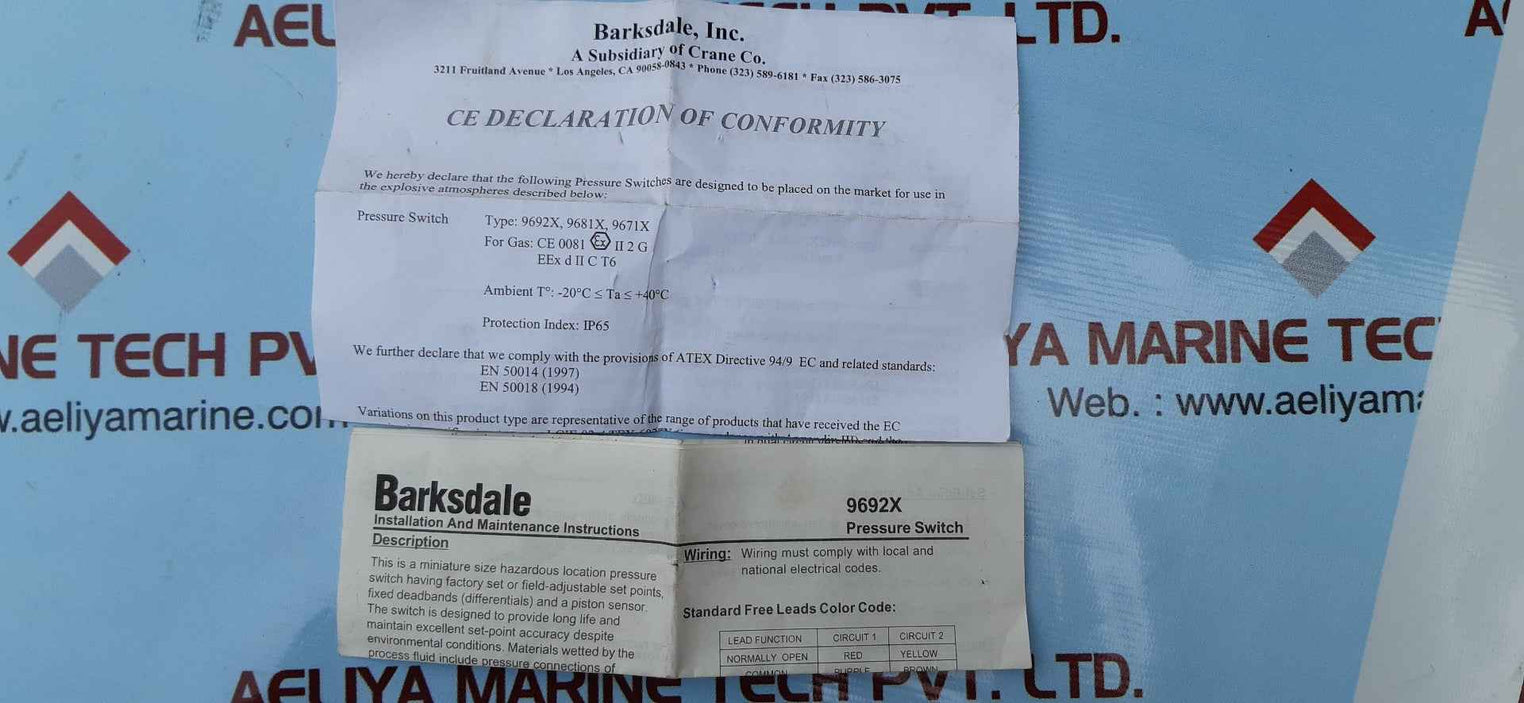 AELI
PVT. LTD.
A
Barksdale, Inc.
A Subsidiary of Crane Co.
3211 Fruitland Avenue * Los Angeles, CA 90058-0843 * Phone (323) 589-6181 * Fax (323) 586-3075
CE DECLARATION OF CONFORMITY
We hereby declare that the following Pressure Switches are designed to be placed on the market for use in
the explosive atmospheres described below:
Pressure Switch Type: 9692X, 9681X, 9671X
For Gas: CE 0081 Ex II 2 G
EEx d II C T6
Ambient T°: -20°C ≤ Ta ≤ +40°C
Protection Index: IP65
We further declare that we comply with the provisions of ATEX Directive 94/9 EC and related standards:
EN 50014 (1997)
EN 50018 (1994)
Variations on this product type are representative of the range of products that have received the EC
NE TECH PV
w.aeliyamarine.com
YA MARINE TEC
Web. : www.aeliyam
Barksdale
Installation And Maintenance Instructions
Description
This is a miniature size hazardous location pressure
switch having factory set or field-adjustable set points,
fixed deadbands (differentials) and a piston sensor.
The switch is designed to provide long life and
maintain excellent set-point accuracy despite
environmental conditions. Materials wetted by the
process fluid include pressure connections of
9692X
Pressure Switch
Wiring: Wiring must comply with local and
national electrical codes.
Standard Free Leads Color Code:
LEAD FUNCTION CIRCUIT 1 CIRCUIT 2
NORMALLY OPEN RED YELLOW
COMMON PURPLE BROWN
AELIYA MARINE TECH PVT. LTD.